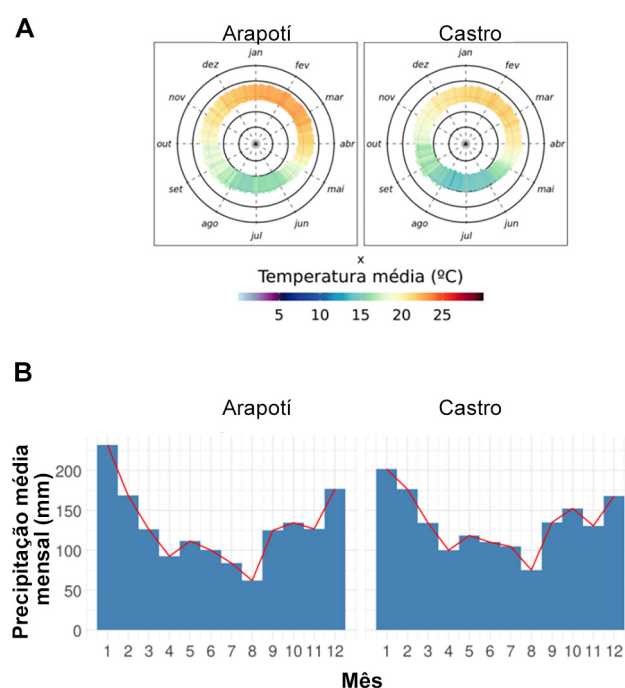 A
Arapotí Castro
jan jan
dez fev dez fev
nov mar nov mar
out abr out abr
set mai set mai
ago jun ago jun
jul jul
x
Temperatura média (ºC)
5 10 15 20 25
B
Arapotí Castro
Precipitação média
mensal (mm)
200
150
100
50
0
1 2 3 4 5 6 7 8 9 10 11 12 1 2 3 4 5 6 7 8 9 10 11 12
Mês